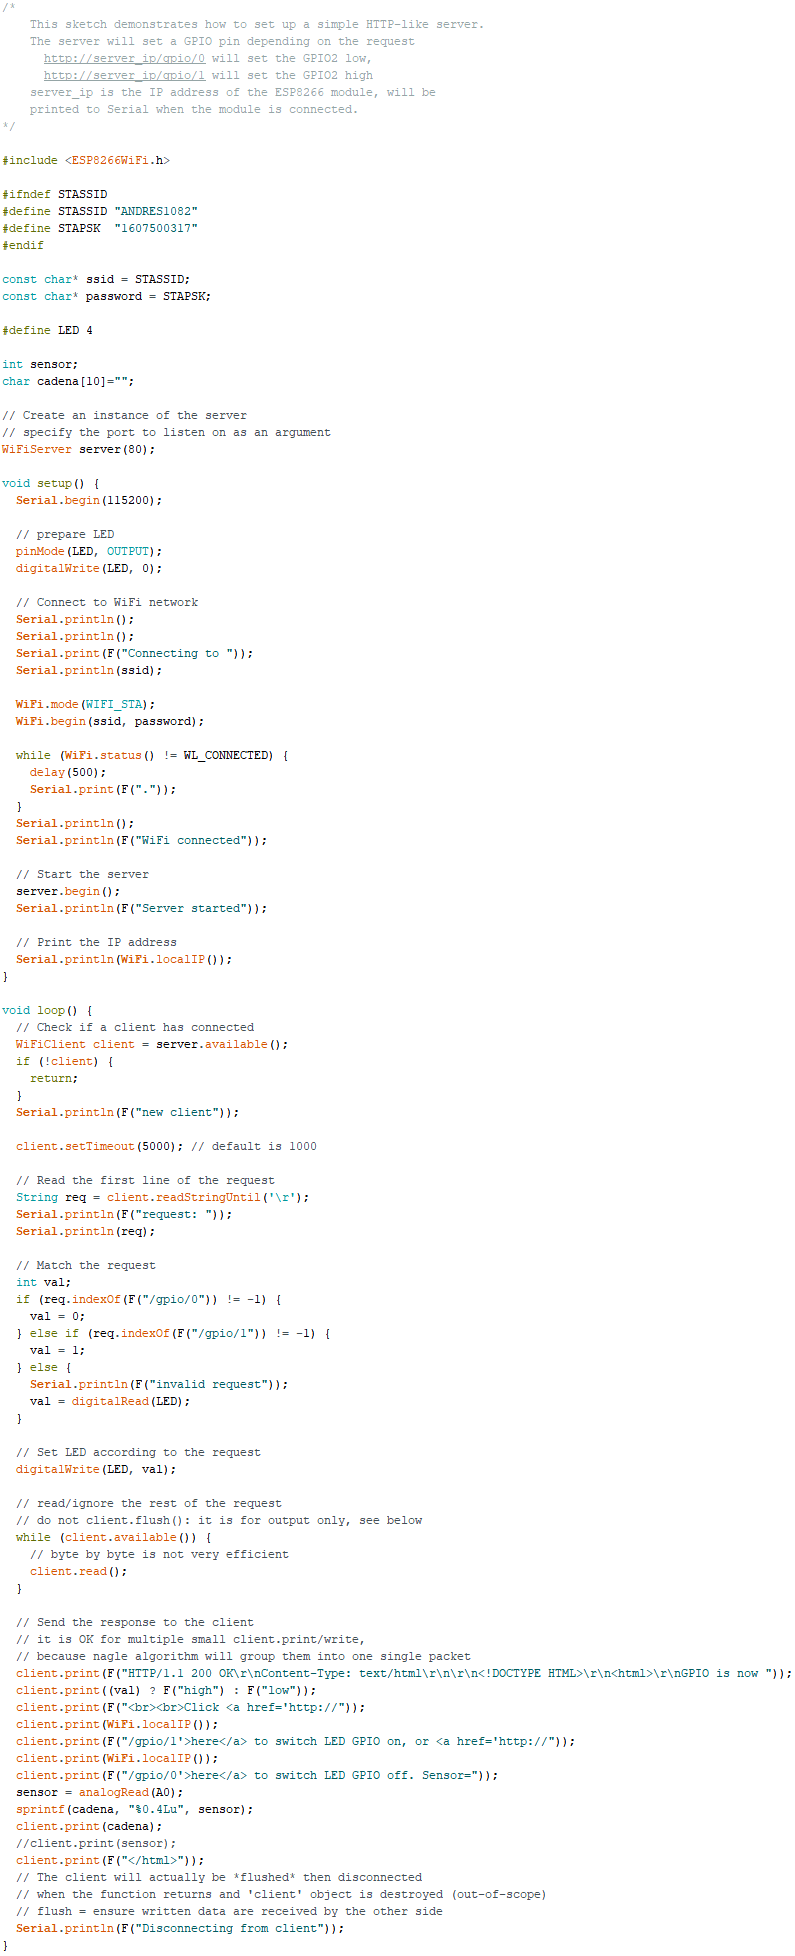 /*
    This sketch demonstrates how to set up a simple HTTP-like server.
    The server will set a GPIO pin depending on the request
      http://server_ip/gpio/0 will set the GPIO2 low,
      http://server_ip/gpio/1 will set the GPIO2 high
    server_ip is the IP address of the ESP8266 module, will be
    printed to Serial when the module is connected.
*/

#include <ESP8266WiFi.h>

#ifndef STASSID
#define STASSID "ANDRES1082"
#define STAPSK  "1607500317"
#endif

const char* ssid = STASSID;
const char* password = STAPSK;

#define LED 4

int sensor;
char cadena[10]="";

// Create an instance of the server
// specify the port to listen on as an argument
WiFiServer server(80);

void setup() {
  Serial.begin(115200);

  // prepare LED
  pinMode(LED, OUTPUT);
  digitalWrite(LED, 0);

  // Connect to WiFi network
  Serial.println();
  Serial.println();
  Serial.print(F("Connecting to "));
  Serial.println(ssid);

  WiFi.mode(WIFI_STA);
  WiFi.begin(ssid, password);

  while (WiFi.status() != WL_CONNECTED) {
    delay(500);
    Serial.print(F("."));
  }
  Serial.println();
  Serial.println(F("WiFi connected"));

  // Start the server
  server.begin();
  Serial.println(F("Server started"));

  // Print the IP address
  Serial.println(WiFi.localIP());
}

void loop() {
  // Check if a client has connected
  WiFiClient client = server.available();
  if (!client) {
    return;
  }
  Serial.println(F("new client"));

  client.setTimeout(5000); // default is 1000

  // Read the first line of the request
  String req = client.readStringUntil('\r');
  Serial.println(F("request: "));
  Serial.println(req);

  // Match the request
  int val;
  if (req.indexOf(F("/gpio/0")) != -1) {
    val = 0;
  } else if (req.indexOf(F("/gpio/1")) != -1) {
    val = 1;
  } else {
    Serial.println(F("invalid request"));
    val = digitalRead(LED);
  }

  // Set LED according to the request
  digitalWrite(LED, val);

  // read/ignore the rest of the request
  // do not client.flush(): it is for output only, see below
  while (client.available()) {
    // byte by byte is not very efficient
    client.read();
  }

  // Send the response to the client
  // it is OK for multiple small client.print/write,
  // because nagle algorithm will group them into one single packet
  client.print(F("HTTP/1.1 200 OK\r\nContent-Type: text/html\r\n\r\n<!DOCTYPE HTML>\r\n<html>\r\nGPIO is now "));
  client.print((val) ? F("high") : F("low"));
  client.print(F("<br><br>Click <a href='http://"));
  client.print(WiFi.localIP());
  client.print(F("/gpio/1'>here</a> to switch LED GPIO on, or <a href='http://"));
  client.print(WiFi.localIP());
  client.print(F("/gpio/0'>here</a> to switch LED GPIO off. Sensor="));
  sensor = analogRead(A0);
  sprintf(cadena, "%0.4Lu", sensor);
  client.print(cadena);
  //client.print(sensor);
  client.print(F("</html>"));
  // The client will actually be *flushed* then disconnected
  // when the function returns and 'client' object is destroyed (out-of-scope)
  // flush = ensure written data are received by the other side
  Serial.println(F("Disconnecting from client"));
}